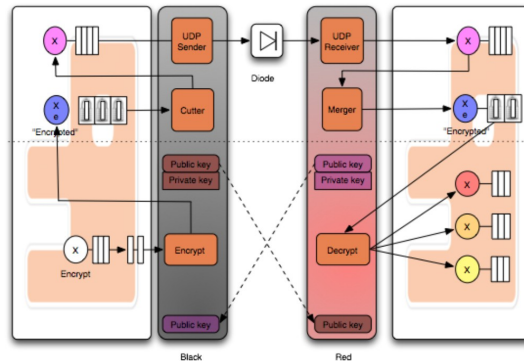 X
UDP
Sender
Diode
UDP
Receiver
X
X
e
"Encrypted"
Cutter
Merger
X
e
"Encrypted"
Public key
Private key
Public key
Private key
X
Encrypt
Encrypt
Decrypt
X
X
X
Public key
Public key
Black
Red